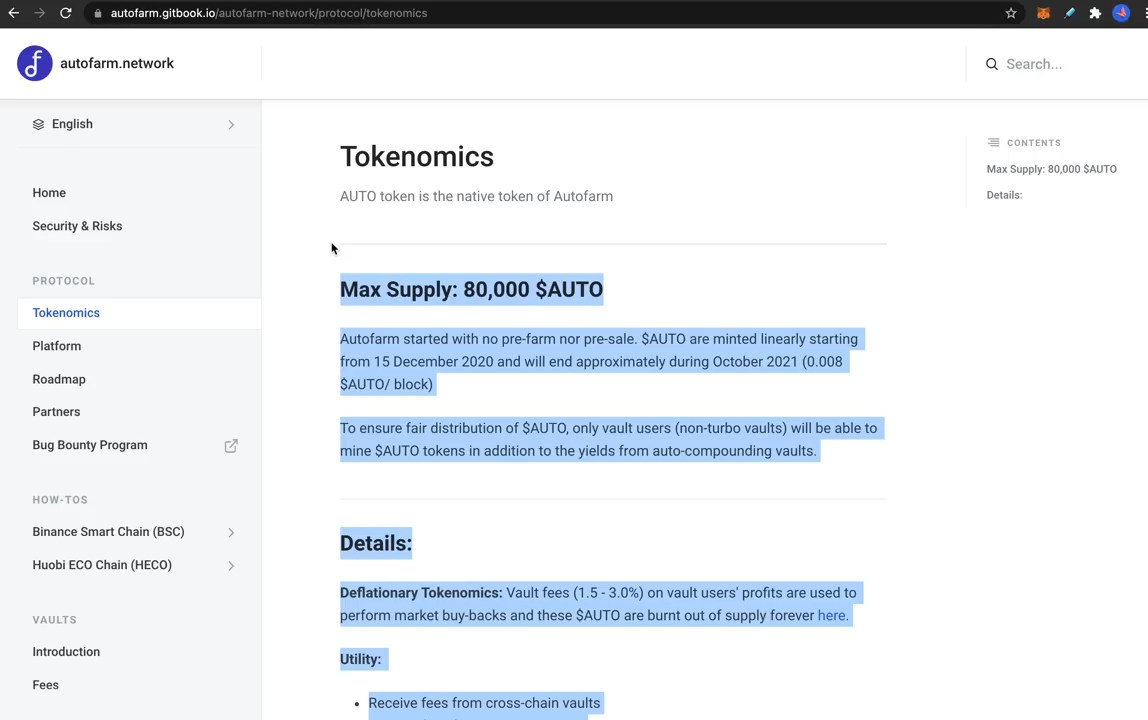 autofarm.gitbook.io/autofarm-network/protocol/tokenomics
autofarm.network
Search...
English
Home
Security & Risks
PROTOCOL
Tokenomics
Platform
Roadmap
Partners
Bug Bounty Program
HOW-TOS
Binance Smart Chain (BSC)
Huobi ECO Chain (HECO)
VAULTS
Introduction
Fees
Tokenomics
AUTO token is the native token of Autofarm
Max Supply: 80,000 $AUTO
Autofarm started with no pre-farm nor pre-sale. $AUTO are minted linearly starting
from 15 December 2020 and will end approximately during October 2021 (0.008
$AUTO/ block)
To ensure fair distribution of $AUTO, only vault users (non-turbo vaults) will be able to
mine $AUTO tokens in addition to the yields from auto-compounding vaults.
Details:
Deflationary Tokenomics: Vault fees (1.5 - 3.0%) on vault users' profits are used to
perform market buy-backs and these $AUTO are burnt out of supply forever here.
Utility:
• Receive fees from cross-chain vaults
CONTENTS
Max Supply: 80,000 $AUTO
Details: